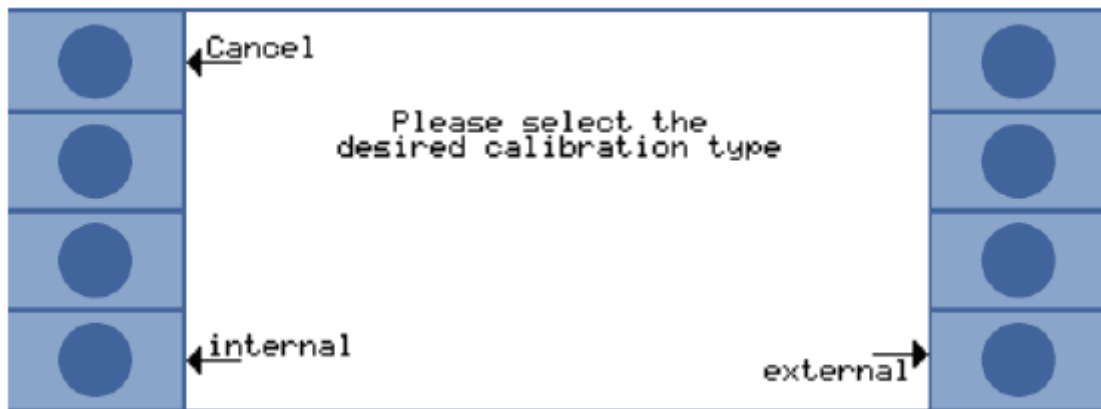 Cancel
Please select the
desired calibration type
internal
external